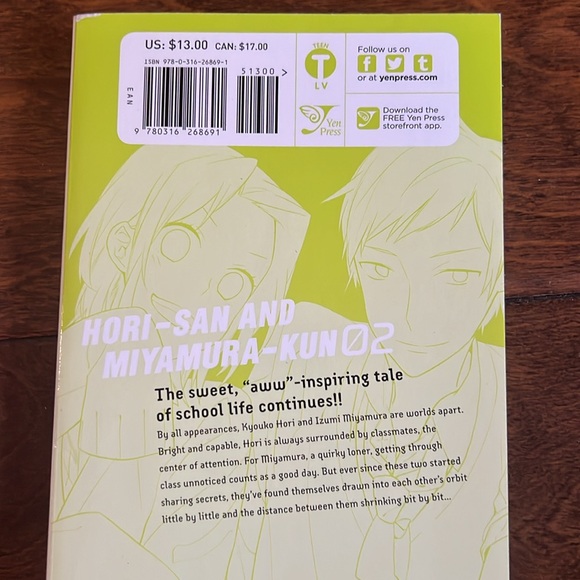 US: $13.00 CAN: $17.00
ISBN 978-0-316-26869-1
51300 >
EAN
9 780316 268691
TEEN
T
LV
Yen
Press
Follow us on
f t
or at yenpress.com
Download the
FREE Yen Press
storefront app.
HORI-SAN AND
MIYAMURA-KUN 02
The sweet, “aww”-inspiring tale
of school life continues!!
By all appearances, Kyouko Hori and Izumi Miyamura are worlds apart.
Bright and capable, Hori is always surrounded by classmates, the
center of attention. For Miyamura, a quirky loner, getting through
class unnoticed counts as a good day. But ever since these two started
sharing secrets, they've found themselves drawn into each other's orbit
little by little and the distance between them shrinking bit by bit...